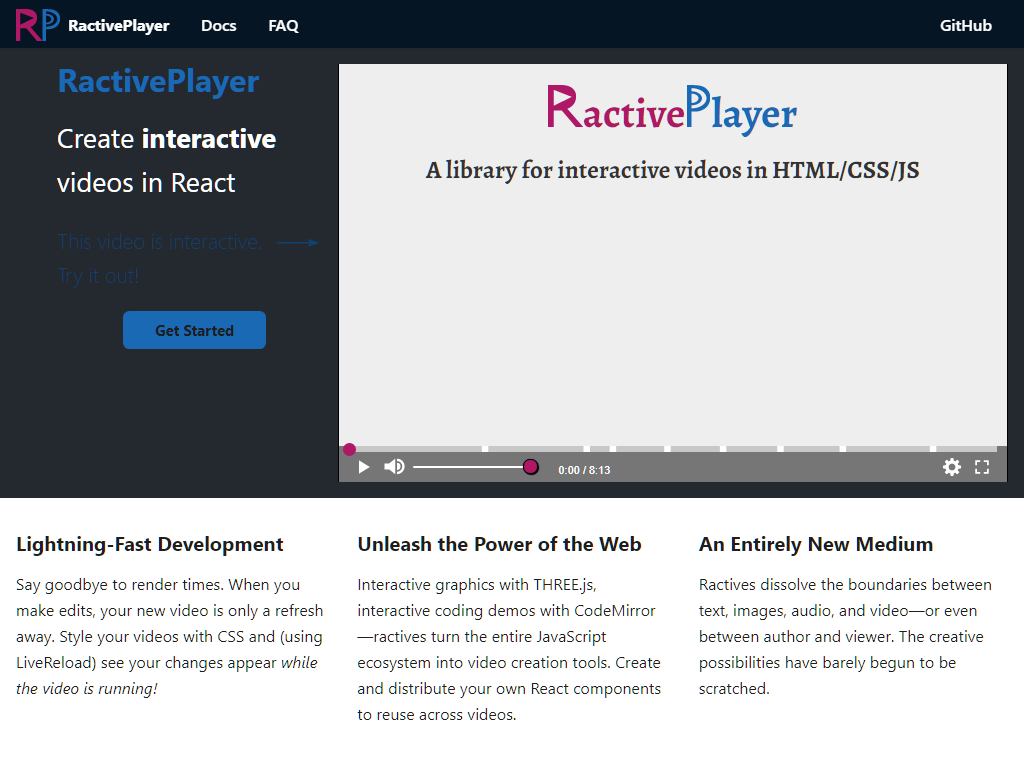 RP RactivePlayer Docs FAQ GitHub
RactivePlayer
Create interactive
videos in React
This video is interactive.
Try it out!
Get Started
RactivePlayer
A library for interactive videos in HTML/CSS/JS
0:00 / 8:13
Lightning-Fast Development
Say goodbye to render times. When you
make edits, your new video is only a refresh
away. Style your videos with CSS and (using
LiveReload) see your changes appear while
the video is running!
Unleash the Power of the Web
Interactive graphics with THREE.js,
interactive coding demos with CodeMirror
—ractives turn the entire JavaScript
ecosystem into video creation tools. Create
and distribute your own React components
to reuse across videos.
An Entirely New Medium
Ractives dissolve the boundaries between
text, images, audio, and video—or even
between author and viewer. The creative
possibilities have barely begun to be
scratched.